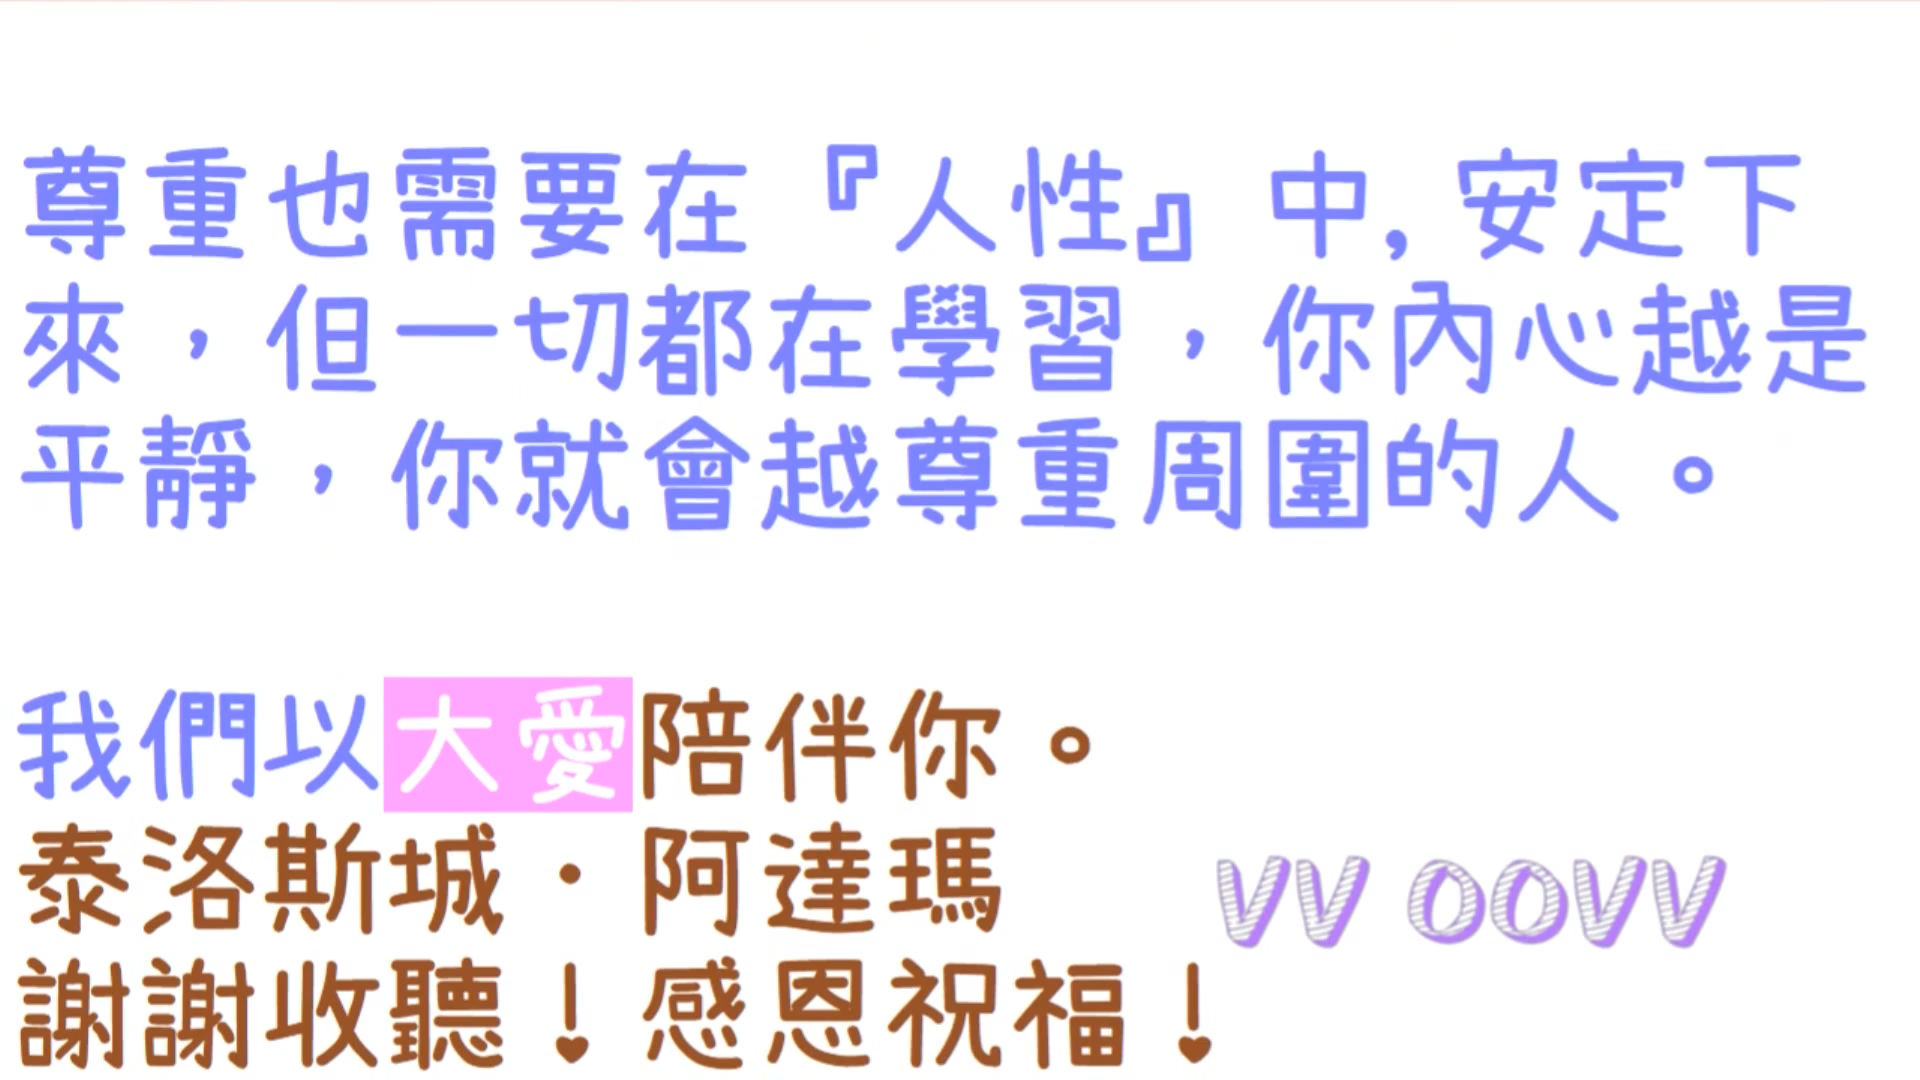 尊重也需要在『人性』中,安定下
來，但一切都在學習，你內心越是
平靜，你就會越尊重周圍的人。
我們以大愛陪伴你。
泰洛斯城·阿達瑪
VV OOVV
謝謝收聽！感恩祝福！